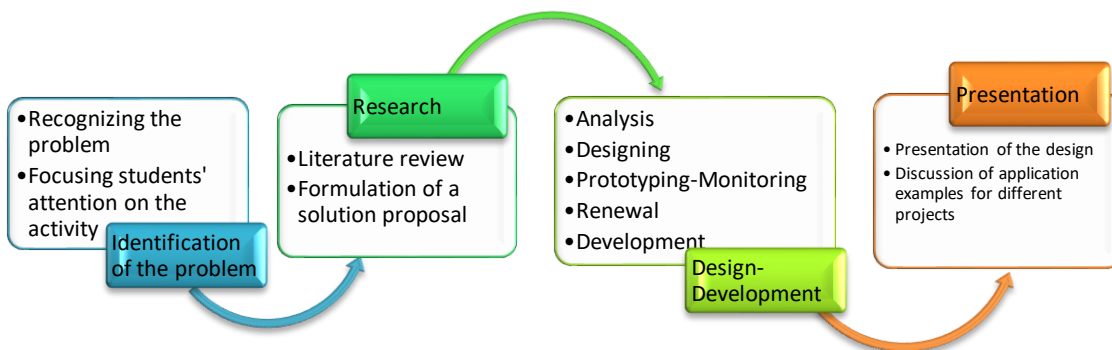 •Recognizing the
problem
•Focusing students'
attention on the
activity
Identification
of the problem
Research
•Literature review
•Formulation of a
solution proposal
•Analysis
•Designing
•Prototyping-Monitoring
•Renewal
•Development
Design-
Development
Presentation
• Presentation of the design
• Discussion of application
examples for different
projects